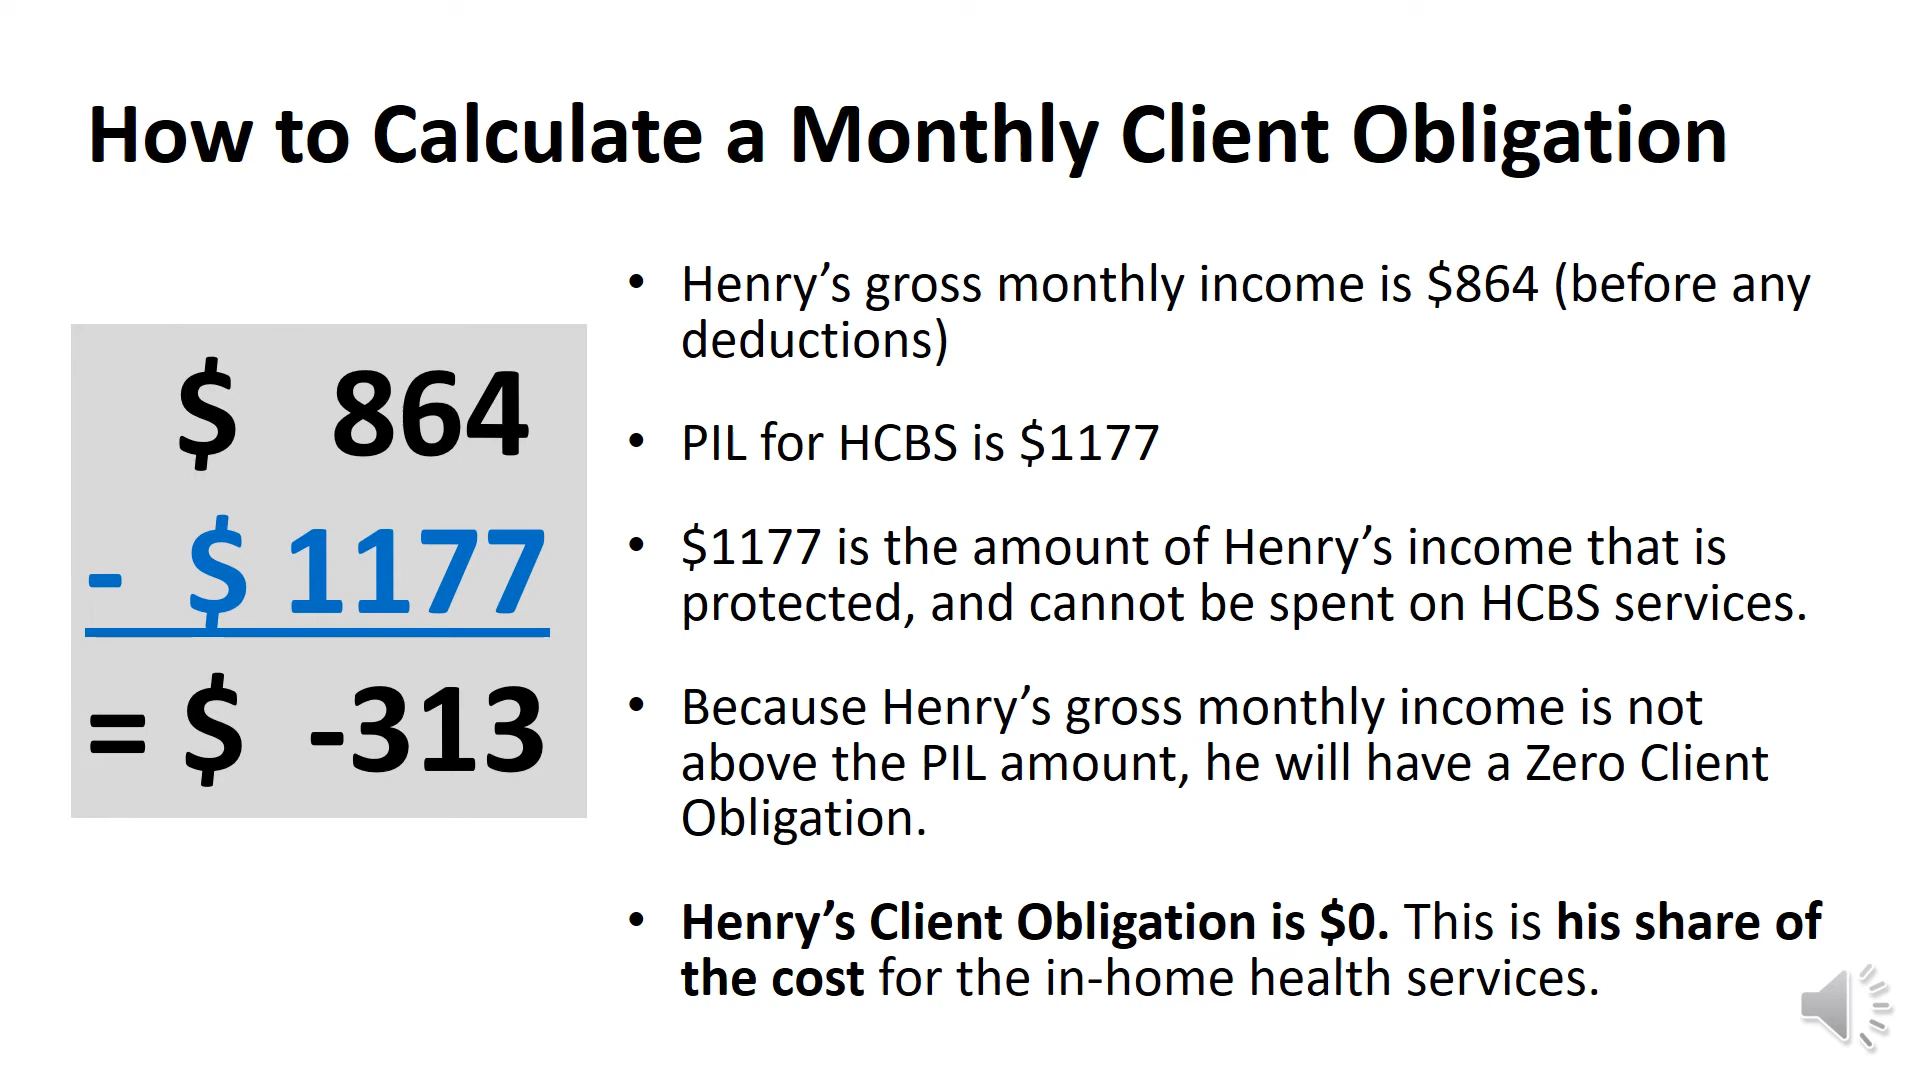 How to Calculate a Monthly Client Obligation
$ 864
- $ 1177
= $ -313
• Henry’s gross monthly income is $864 (before any
deductions)
• PIL for HCBS is $1177
• $1177 is the amount of Henry’s income that is
protected, and cannot be spent on HCBS services.
• Because Henry’s gross monthly income is not
above the PIL amount, he will have a Zero Client
Obligation.
• Henry’s Client Obligation is $0. This is his share of
the cost for the in-home health services.